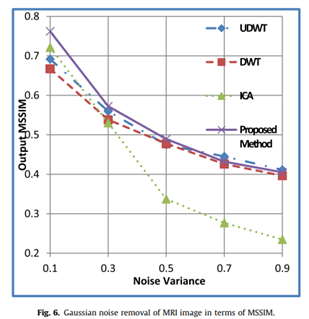 0.8
0.7
0.6
0.5
0.4
0.3
0.2
Output_MSSIM
UDWT
DWT
ICA
Proposed
Method
0.1 0.3 0.5 0.7 0.9
Noise Variance
Fig. 6. Gaussian noise removal of MRI image in terms of MSSIM.